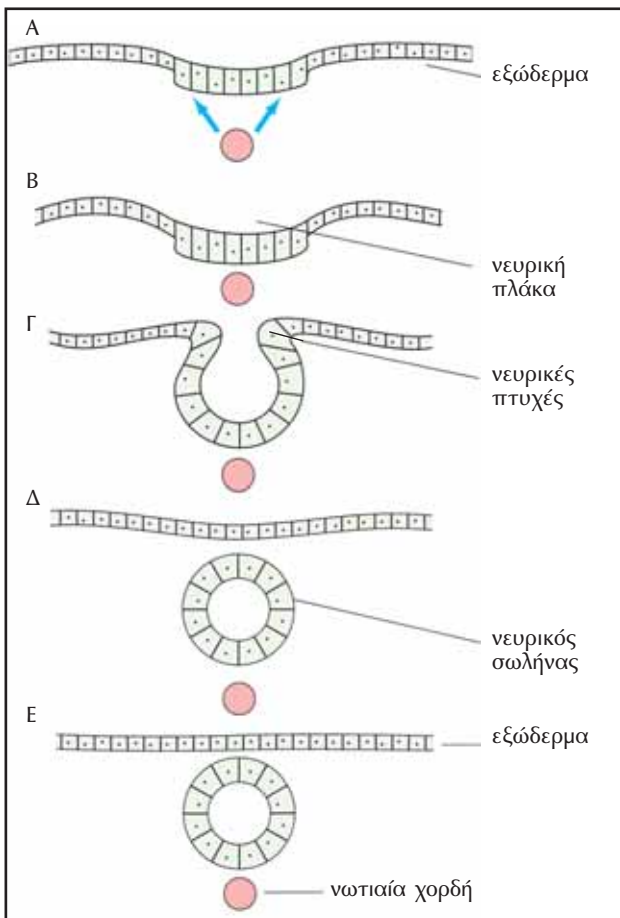 Α
εξώδερμα
Β
νευρική
πλάκα
Γ
νευρικές
πτυχές
Δ
νευρικός
σωλήνας
Ε
εξώδερμα
νωτιαία χορδή